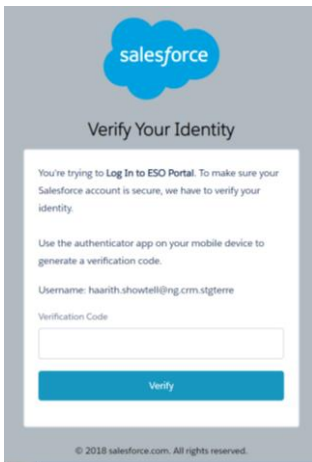 salesforce
Verify Your Identity
You're trying to Log In to ESO Portal. To make sure your
Salesforce account is secure, we have to verify your
identity.
Use the authenticator app on your mobile device to
generate a verification code.
Username: haarith.showtell@ng.crm.stgterre
Verification Code
Verify
© 2018 salesforce.com. All rights reserved.